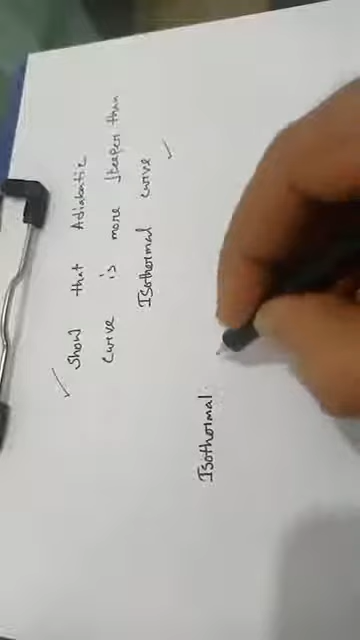 Show that Adiabatic
curve is more steeper than
Isothermal curve
Isothermal